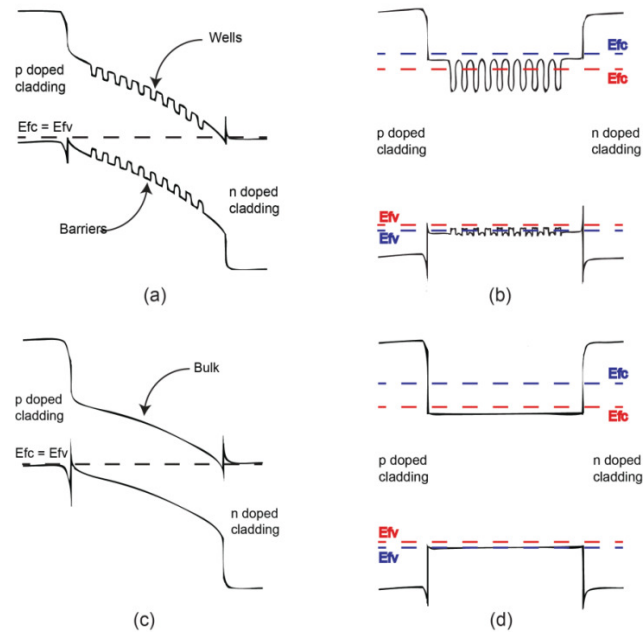 Wells
p doped
cladding
Efc = Efv
n doped
cladding
Barriers
(a)
Efc
Efc
p doped
cladding
n doped
cladding
Efv
Efv
(b)
Bulk
p doped
cladding
Efc = Efv
n doped
cladding
(c)
Efc
Efc
p doped
cladding
n doped
cladding
Efv
Efv
(d)